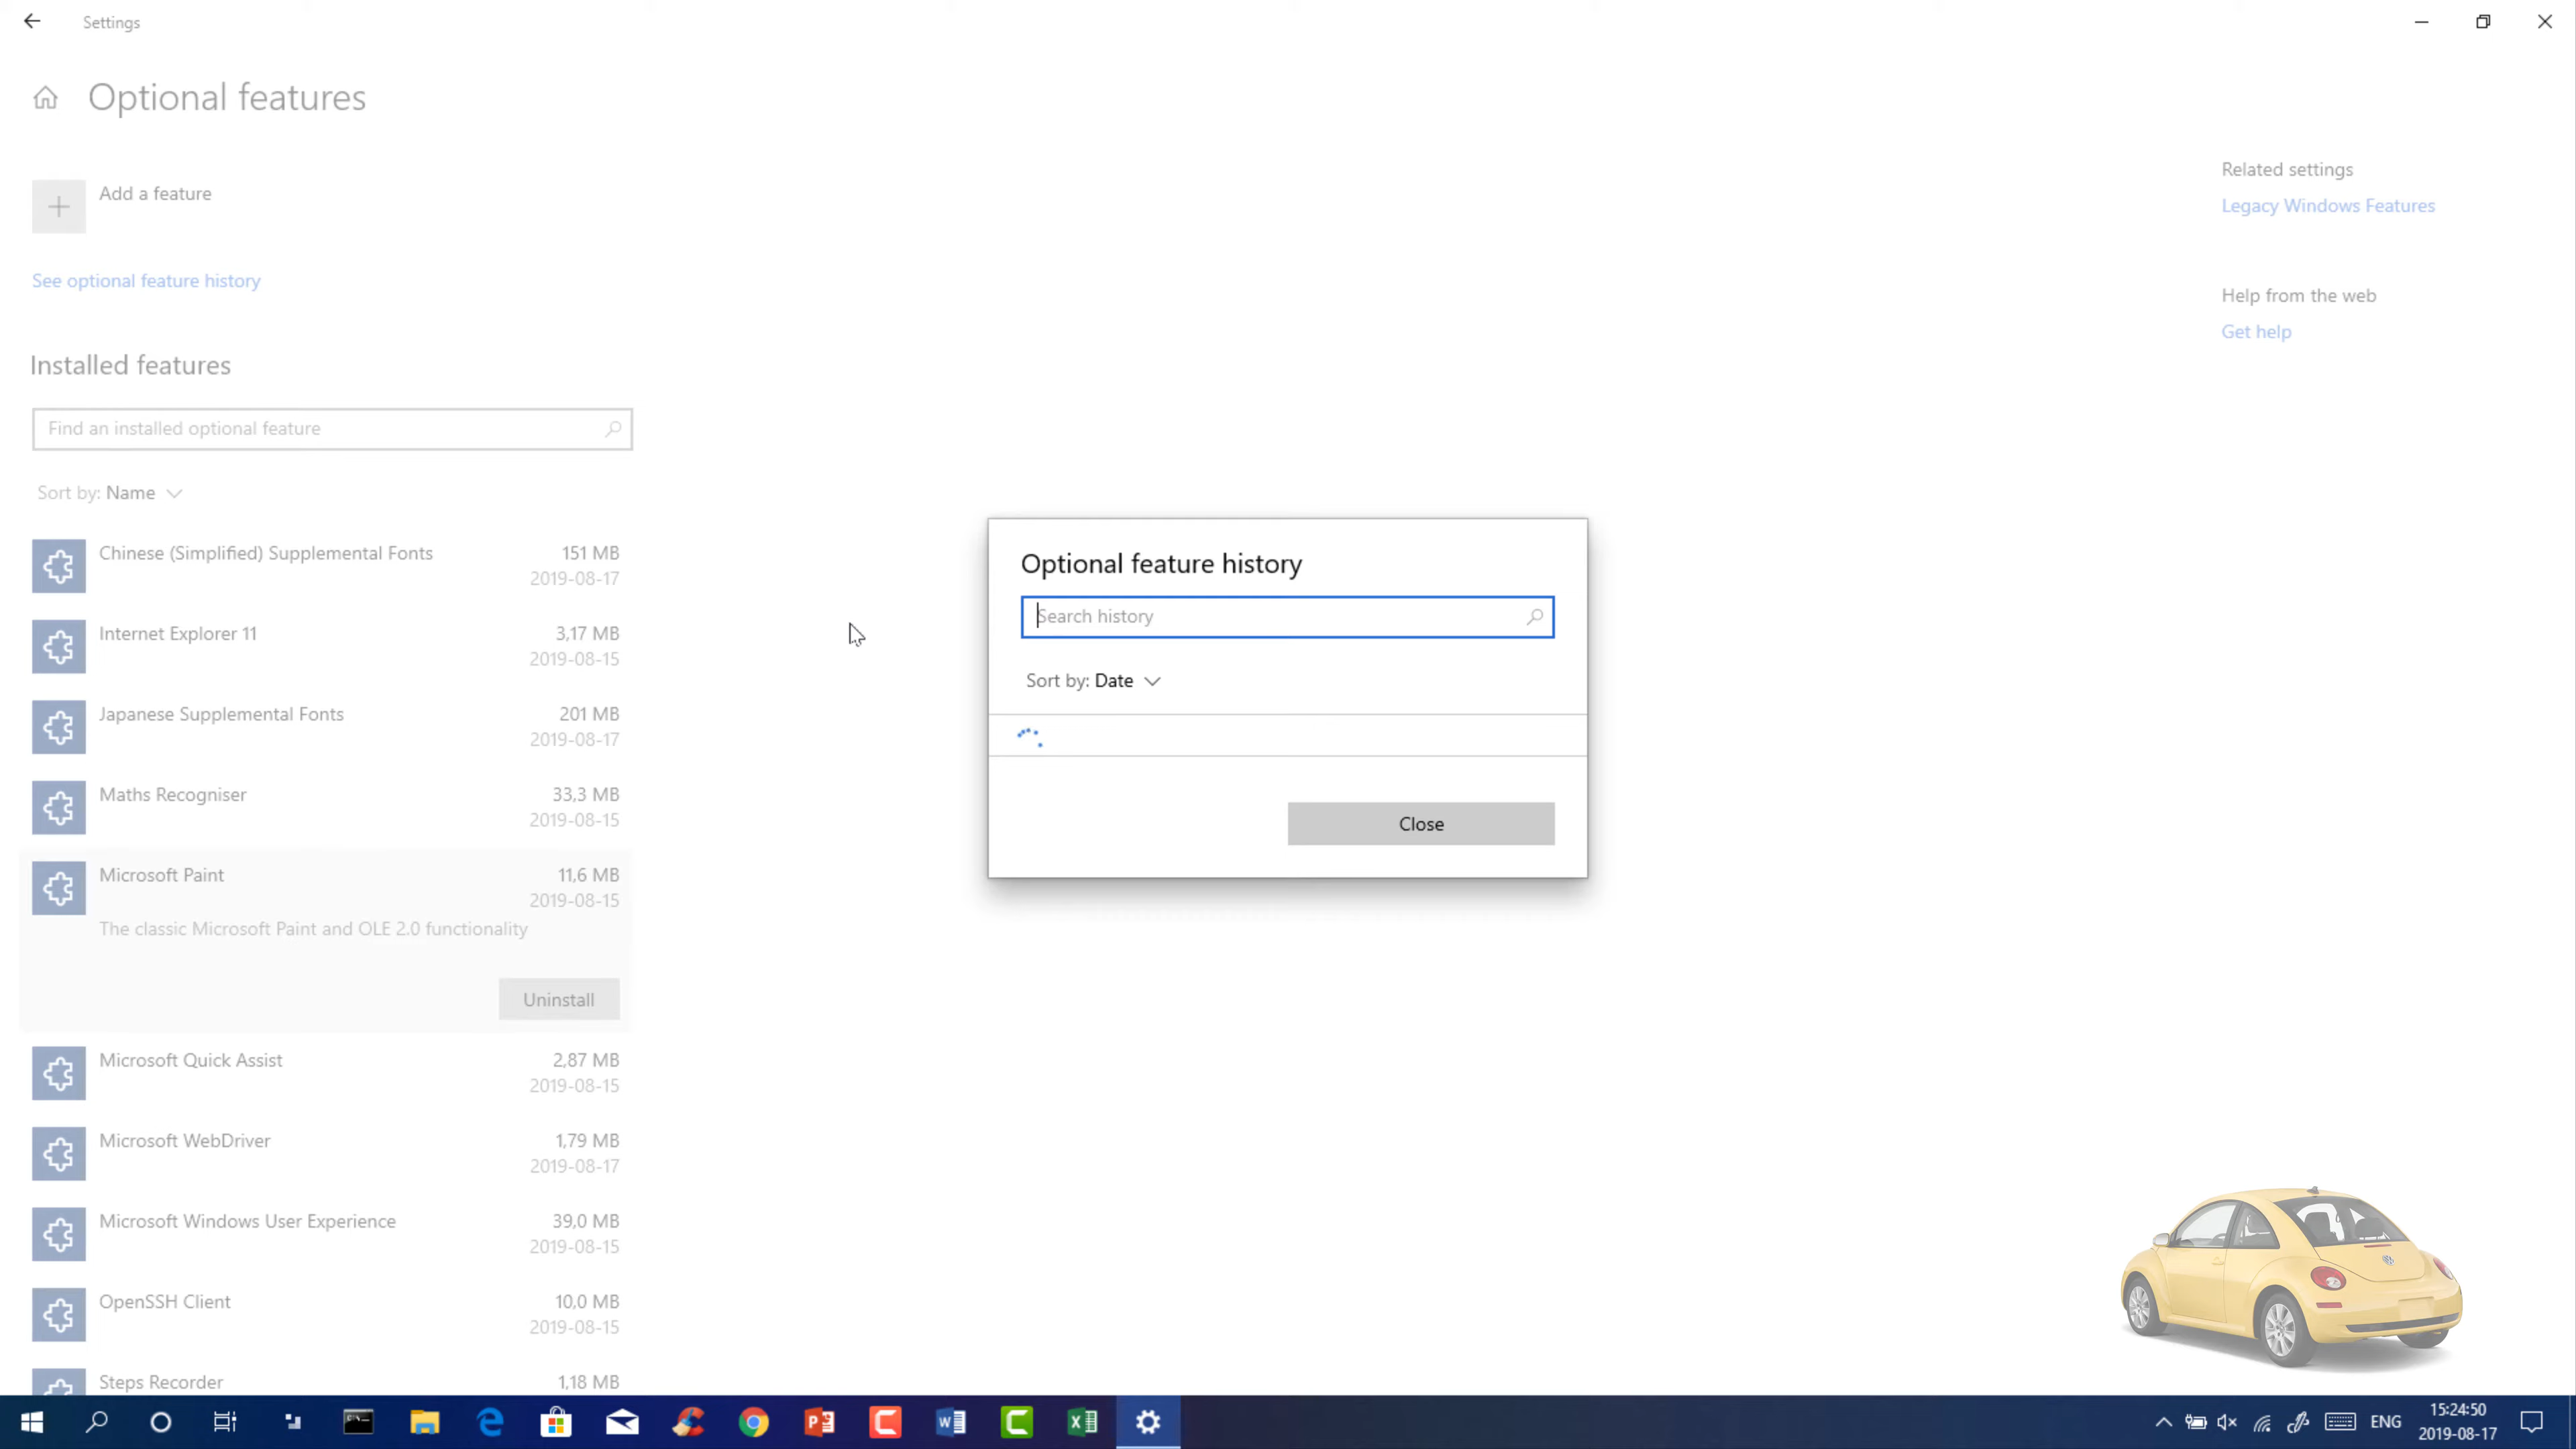 Settings
Optional features
Add a feature
See optional feature history
Installed features
Find an installed optional feature
Sort by: Name
Chinese (Simplified) Supplemental Fonts 151 MB
2019-08-17
Internet Explorer 11 3,17 MB
2019-08-15
Japanese Supplemental Fonts 201 MB
2019-08-17
Maths Recogniser 33,3 MB
2019-08-15
Microsoft Paint 11,6 MB
2019-08-15
The classic Microsoft Paint and OLE 2.0 functionality
Uninstall
Microsoft Quick Assist 2,87 MB
2019-08-15
Microsoft WebDriver 1,79 MB
2019-08-17
Microsoft Windows User Experience 39,0 MB
2019-08-15
OpenSSH Client 10,0 MB
2019-08-15
Steps Recorder 1,18 MB
Optional feature history
Search history
Sort by: Date
Close
Related settings
Legacy Windows Features
Help from the web
Get help
ENG
15:24:50
2019-08-17